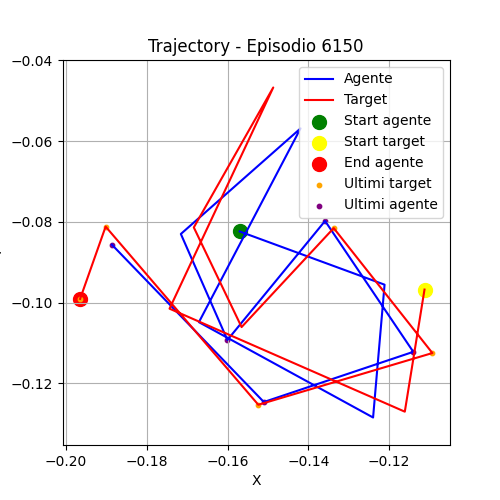 Trajectory - Episodio 6150
Agente
Target
Start agente
Start target
End agente
Ultimi target
Ultimi agente
−0.04
−0.06
−0.08
−0.10
−0.12
−0.20
−0.18
−0.16
−0.14
−0.12
X